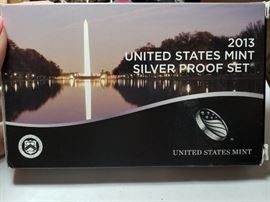 2013
UNITED STATES MINT
SILVER PROOF SET®
UNITED STATES MINT